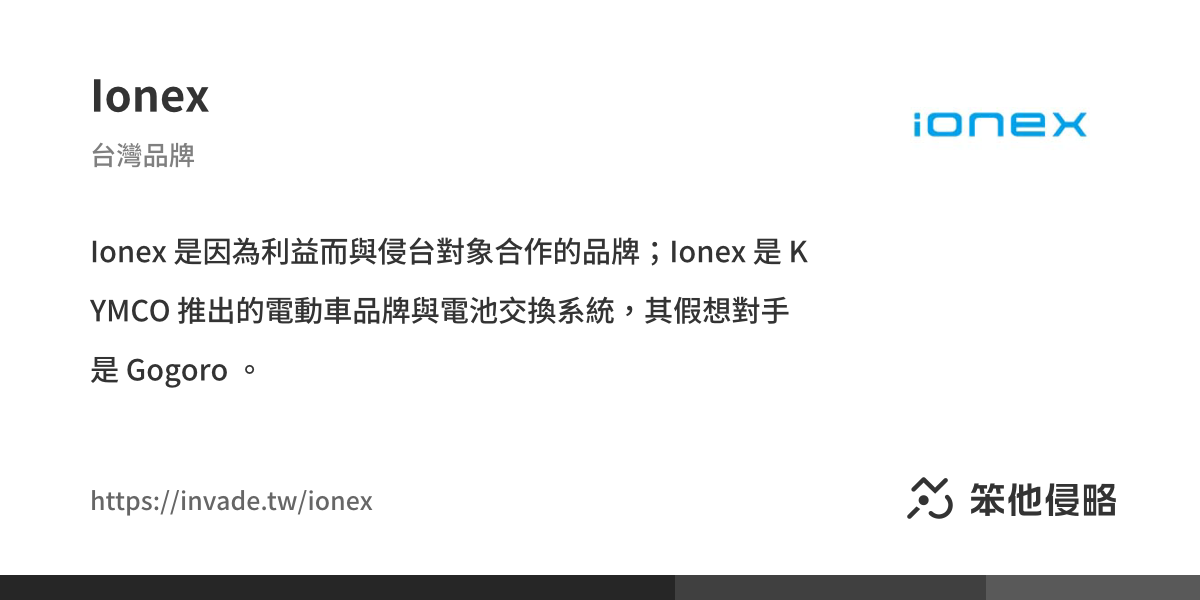 Ionex
ionex
台灣品牌
Ionex 是因為利益而與侵台對象合作的品牌；Ionex 是 K
YMCO 推出的電動車品牌與電池交換系統，其假想對手
是 Gogoro 。
https://invade.tw/ionex
笨他侵略